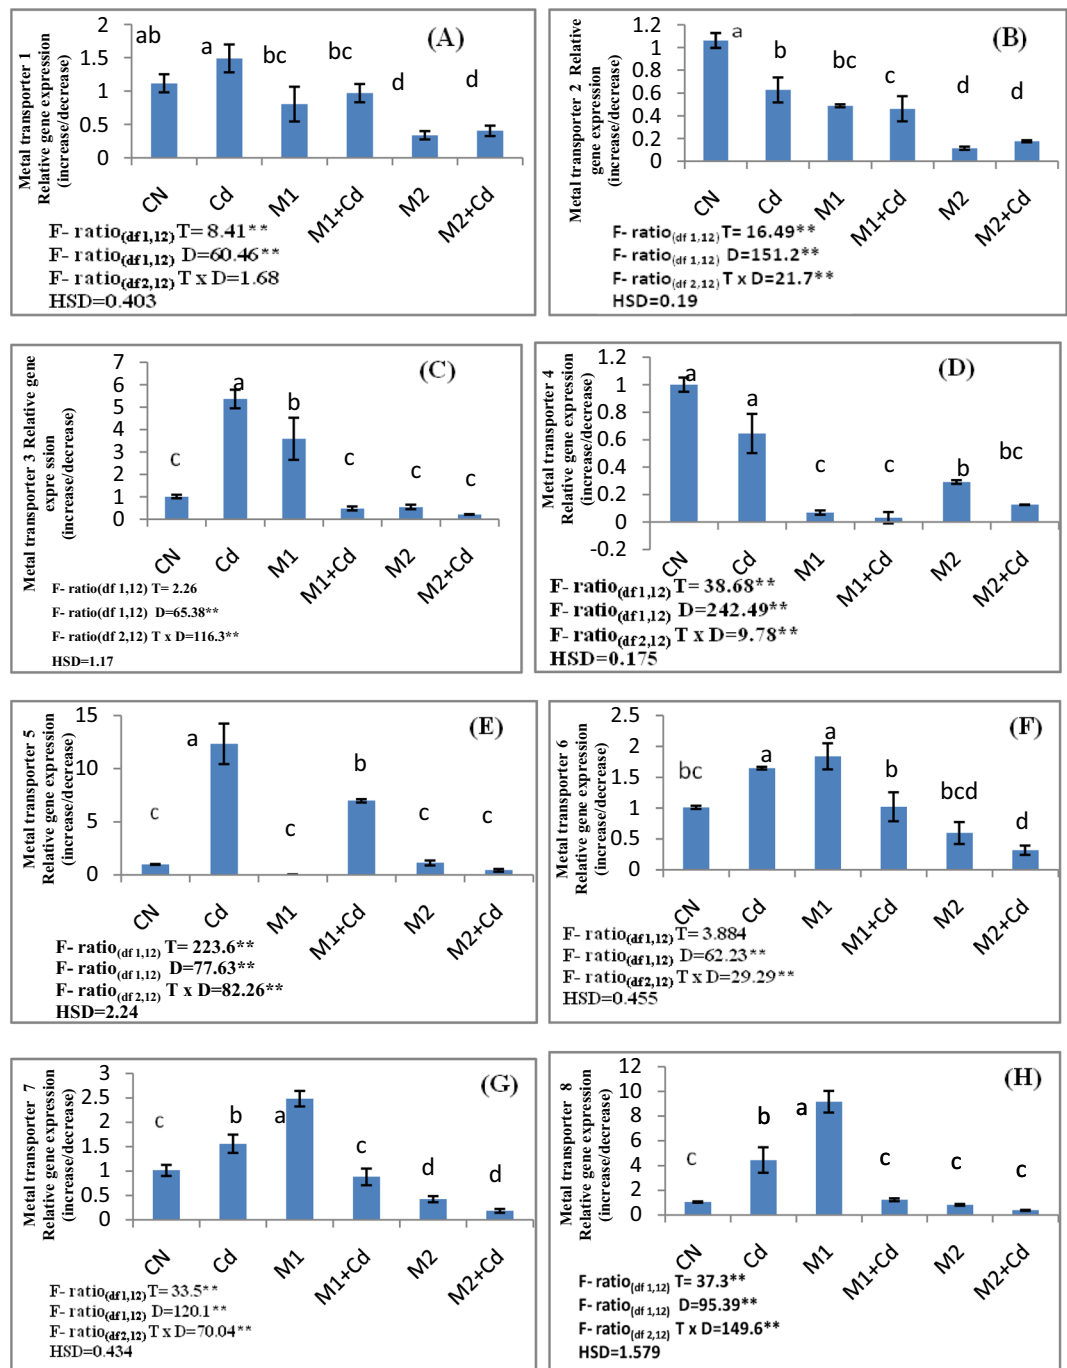 (A)
Metal transporter 1
Relative gene expression
(increase/decrease)
2
1.5
1
0.5
0
ab
a
bc
bc
d
d
CN
Cd
M1
M1+Cd
M2
M2+Cd
F- ratio(df1,12) T= 8.41**
F- ratio(df1,12) D=60.46**
F- ratio(df2,12) T x D=1.68
HSD=0.403
(B)
Metal transporter 2 Relative
gene expression
(increase/decrease)
1.2
1
0.8
0.6
0.4
0.2
0
a
b
bc
c
d
d
CN
Cd
M1
M1+Cd
M2
M2+Cd
F- ratio(df 1,12) T= 16.49**
F- ratio(df 1,12) D=151.2**
F- ratio(df 2,12) T x D=21.7**
HSD=0.19
(C)
Metal transporter 3 Relative gene
expre ssion
(increase/decrease)
7
6
5
4
3
2
1
0
c
a
b
c
c
c
CN
Cd
M1
M1+Cd
M2
M2+Cd
F- ratio(df 1,12) T= 2.26
F- ratio(df 1,12) D=65.38**
F- ratio(df 2,12) T x D=116.3**
HSD=1.17
(D)
Metal transporter 4
Relative gene expression
(increase/decrease)
1.2
1
0.8
0.6
0.4
0.2
0
-0.2
a
a
c
c
b
bc
CN
Cd
M1
M1+Cd
M2
M2+Cd
F- ratio(df1,12) T= 38.68**
F- ratio(df1,12) D=242.49**
F- ratio(df2,12) T x D=9.78**
HSD=0.175
(E)
Metal transporter 5
Relative gene expression
(increase/decrease)
15
10
5
0
c
a
c
b
c
c
CN
Cd
M1
M1+Cd
M2
M2+Cd
F- ratio(df 1,12) T= 223.6**
F- ratio(df 1,12) D=77.63**
F- ratio(df 2,12) T x D=82.26**
HSD=2.24
(F)
Metal transporter 6
Relative gene expression
(increase/decrease)
2.5
2
1.5
1
0.5
0
bc
a
a
b
bcd
d
CN
Cd
M1
M1+Cd
M2
M2+Cd
F- ratio(df1,12) T= 3.884
F- ratio(df1,12) D=62.23**
F- ratio(df2,12) T x D=29.29**
HSD=0.455
(G)
Metal transporter 7
Relative gene expression
(increase/decrease)
3
2.5
2
1.5
1
0.5
0
c
b
a
c
d
d
CN
Cd
M1
M1+Cd
M2
M2+Cd
F- ratio(df1,12) T= 33.5**
F- ratio(df1,12) D=120.1**
F- ratio(df2,12) T x D=70.04**
HSD=0.434
(H)
Metal transporter 8
Relative gene expression
(increase/decrease)
12
10
8
6
4
2
0
c
b
a
c
c
c
CN
Cd
M1
M1+Cd
M2
M2+Cd
F- ratio(df 1,12) T= 37.3**
F- ratio(df 1,12) D=95.39**
F- ratio(df 2,12) T x D=149.6**
HSD=1.579